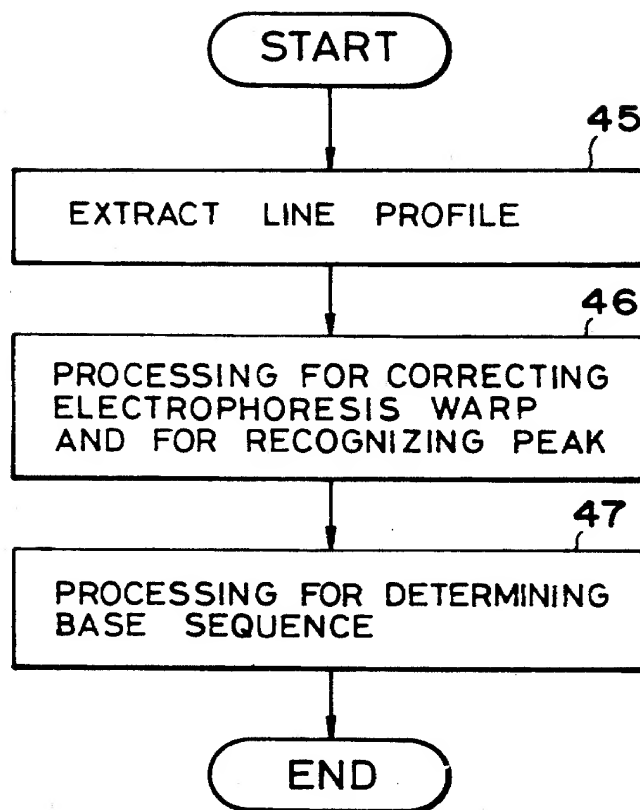 START
45
EXTRACT LINE PROFILE
46
PROCESSING FOR CORRECTING
ELECTROPHORESIS WARP
AND FOR RECOGNIZING PEAK
47
PROCESSING FOR DETERMINING
BASE SEQUENCE
END